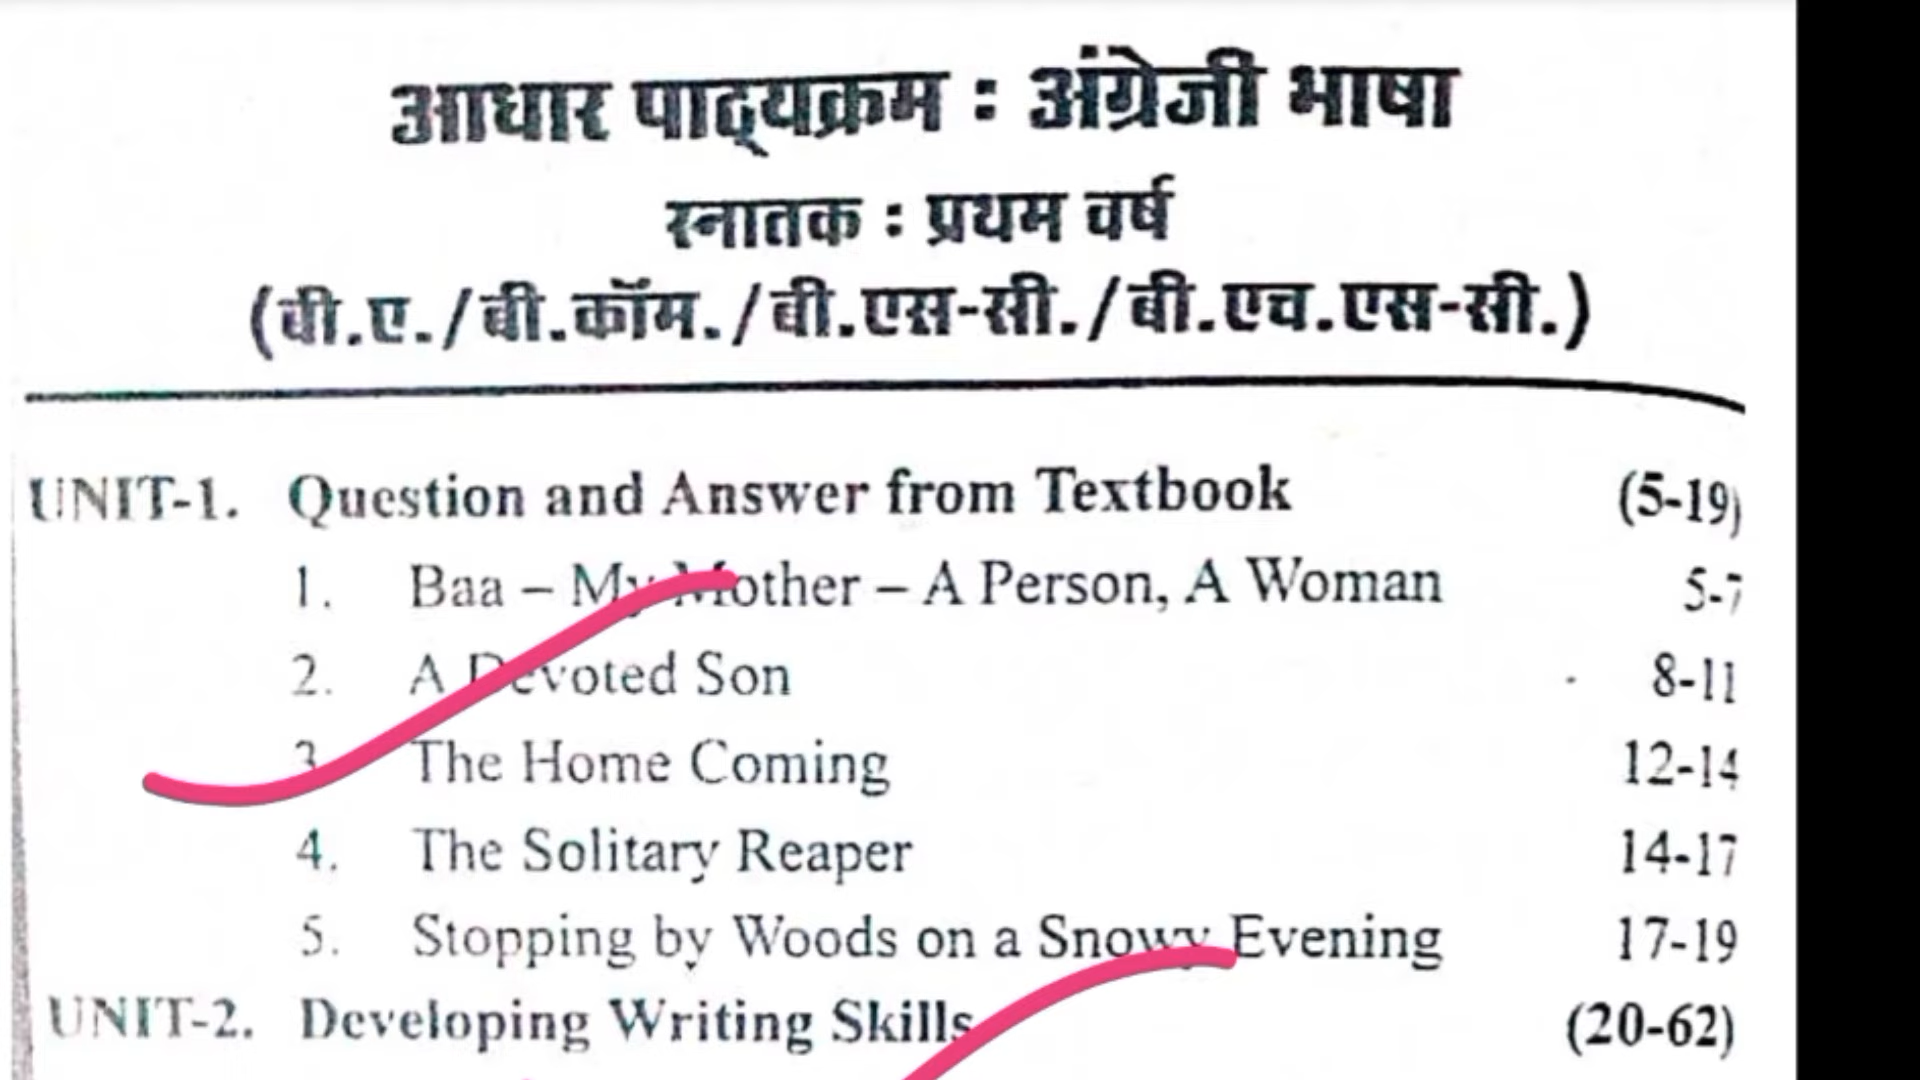 आधार पाठ्यक्रम : अंग्रेजी भाषा
स्नातक : प्रथम वर्ष
(बी.ए./बी.कॉम./बी.एस-सी./बी.एच.एस-सी.)
UNIT-1. Question and Answer from Textbook (5-19)
1. Baa – My Mother – A Person, A Woman 5-7
2. A Devoted Son 8-11
3. The Home Coming 12-14
4. The Solitary Reaper 14-17
5. Stopping by Woods on a Snowy Evening 17-19
UNIT-2. Developing Writing Skills (20-62)